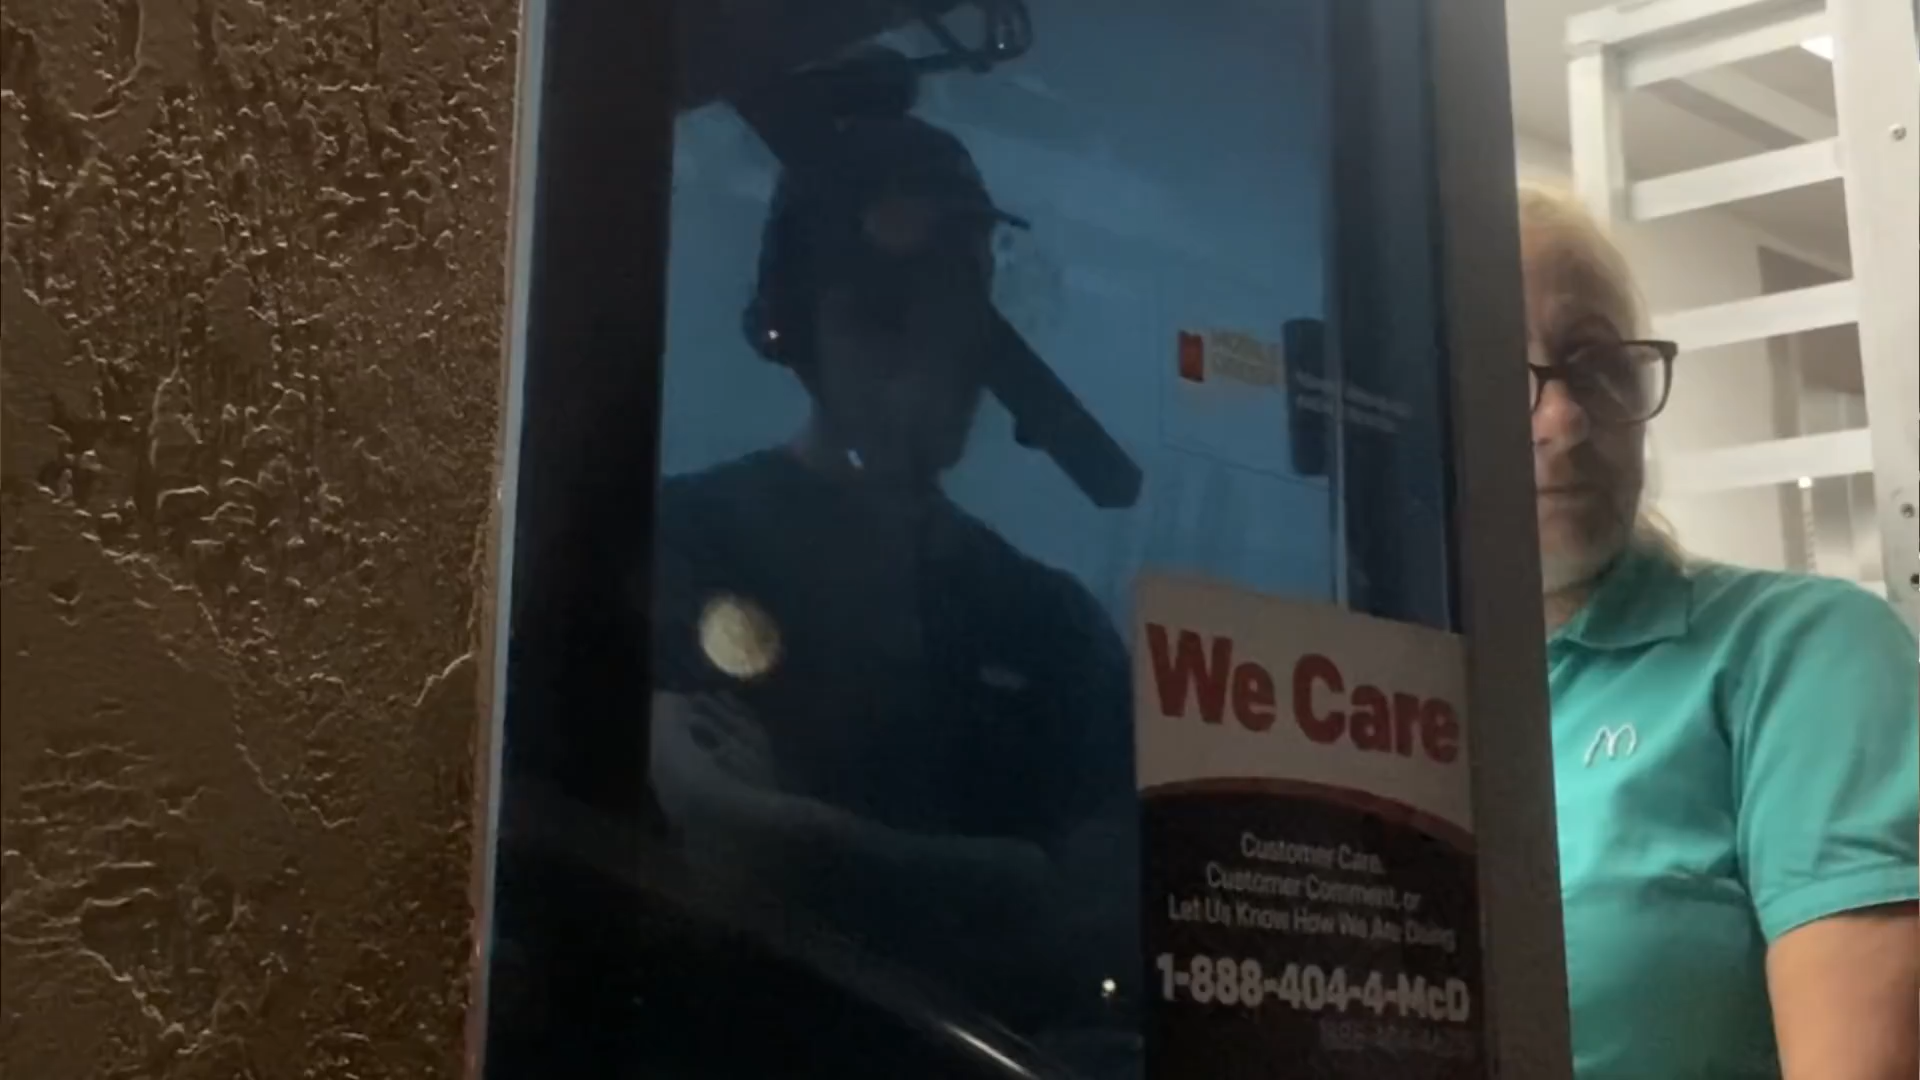 We Care
Customer Care,
Customer Comment, or
Let Us Know How We Are Doing
1-888-404-4-McD